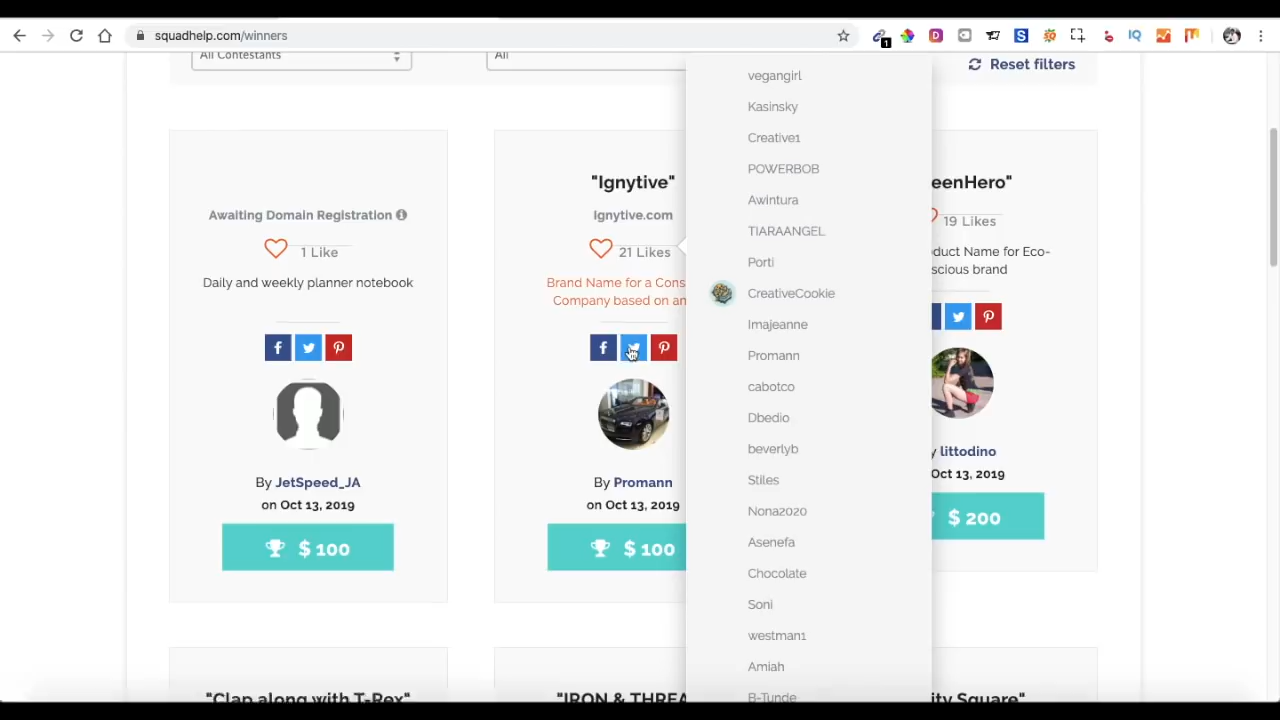 squadhelp.com/winners
1
All Contestants
All
Reset filters
Awaiting Domain Registration
1 Like
Daily and weekly planner notebook
By JetSpeed_JA
on Oct 13, 2019
$ 100
"Ignytive"
Ignytive.com
21 Likes
Brand Name for a Cons
Company based on an
By Promann
on Oct 13, 2019
$ 100
vegangirl
Kasinsky
Creative1
POWERBOB
Awintura
TIARAANGEL.
Porti
CreativeCookie
Imajeanne
Promann
cabotco
Dbedio
beverlyb
Stiles
Nona2020
Asenefa
Chocolate
Soni
westman1
Amiah
B-Tunde
eenHero"
19 Likes
oduct Name for Eco-
scious brand
y littodino
Oct 13, 2019
$ 200
"Clap along with T-Rex"
"IRON & THREA
ity Square"